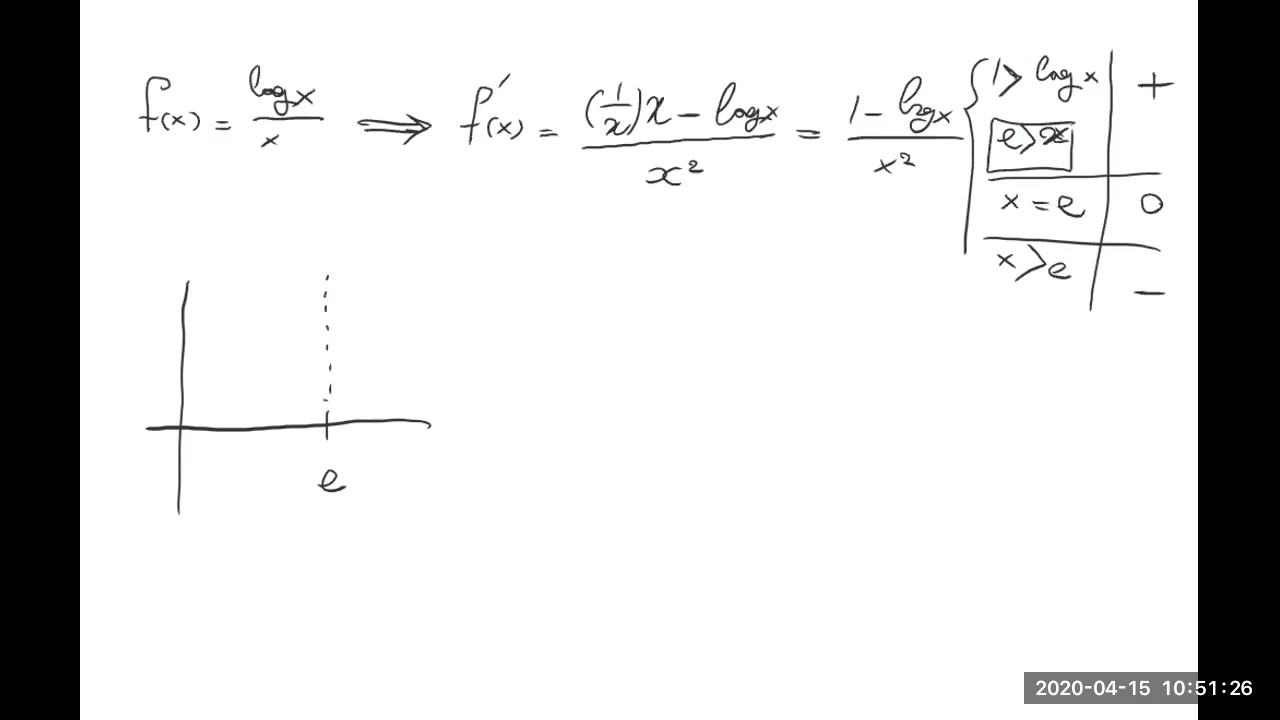 f(x) = log x / x ⟹ f'(x) = ((1/x)x - log x) / x² = (1 - log x) / x² { 1 > log x | +
e > x
x = e | 0
x > e | -
e
2020-04-15 10:51:26